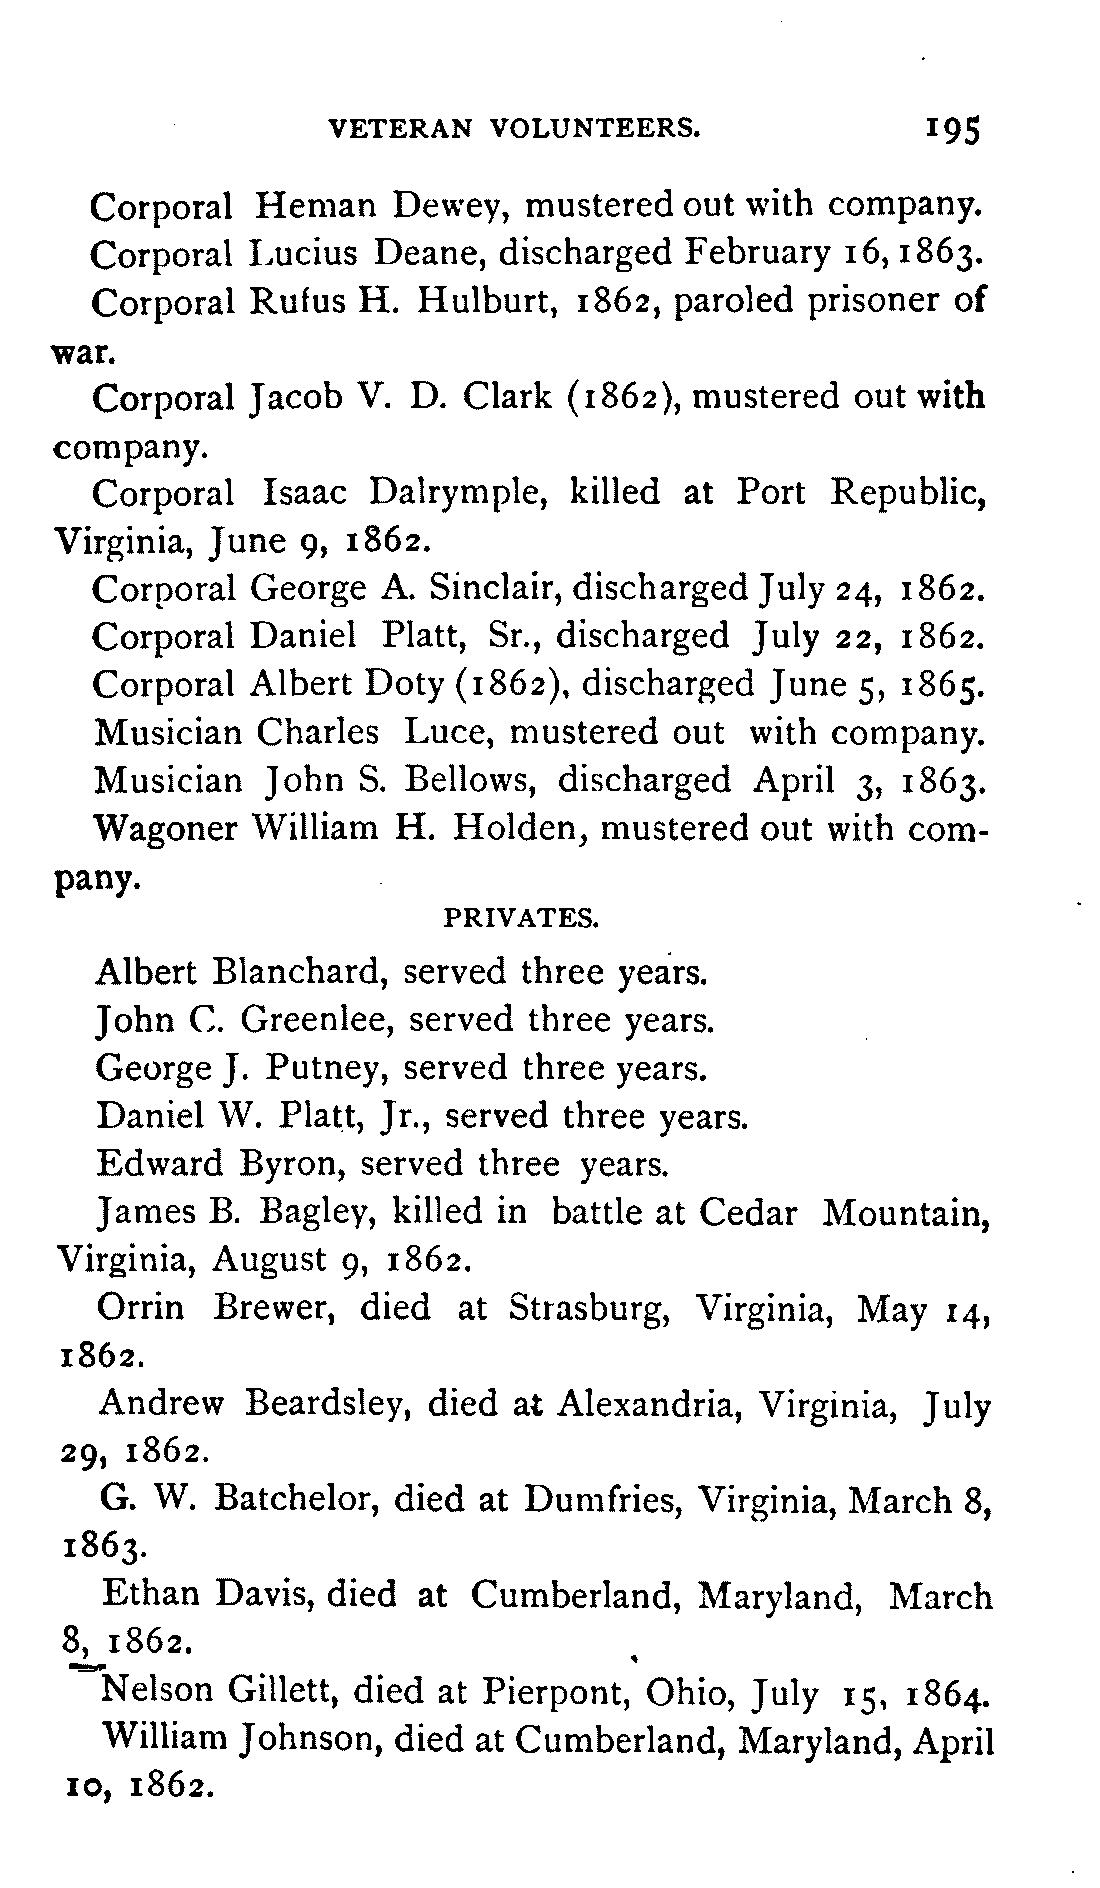 VETERAN VOLUNTEERS. 195
Corporal Heman Dewey, mustered out with company.
Corporal Lucius Deane, discharged February 16, 1863.
Corporal Rufus H. Hulburt, 1862, paroled prisoner of
war.
Corporal Jacob V. D. Clark (1862), mustered out with
company.
Corporal Isaac Dalrymple, killed at Port Republic,
Virginia, June 9, 1862.
Corporal George A. Sinclair, discharged July 24, 1862.
Corporal Daniel Platt, Sr., discharged July 22, 1862.
Corporal Albert Doty (1862), discharged June 5, 1865.
Musician Charles Luce, mustered out with company.
Musician John S. Bellows, discharged April 3, 1863.
Wagoner William H. Holden, mustered out with com-
pany.
PRIVATES.
Albert Blanchard, served three years.
John C. Greenlee, served three years.
George J. Putney, served three years.
Daniel W. Platt, Jr., served three years.
Edward Byron, served three years.
James B. Bagley, killed in battle at Cedar Mountain,
Virginia, August 9, 1862.
Orrin Brewer, died at Strasburg, Virginia, May 14,
1862.
Andrew Beardsley, died at Alexandria, Virginia, July
29, 1862.
G. W. Batchelor, died at Dumfries, Virginia, March 8,
1863.
Ethan Davis, died at Cumberland, Maryland, March
8, 1862.
Nelson Gillett, died at Pierpont, Ohio, July 15, 1864.
William Johnson, died at Cumberland, Maryland, April
10, 1862.